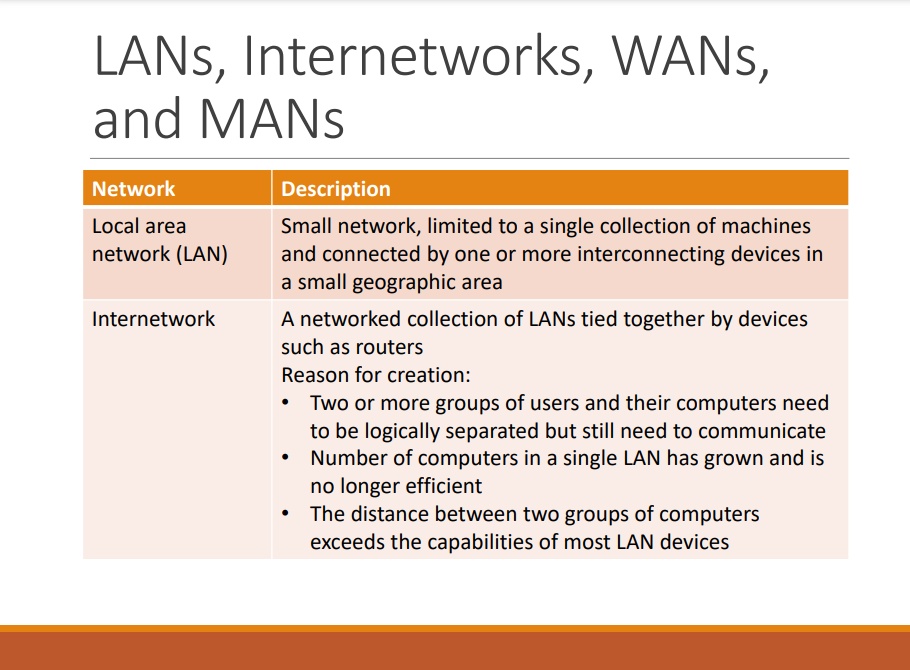 LANs, Internetworks, WANs,
and MANs
Network
Description
Local area
network (LAN)
Small network, limited to a single collection of machines
and connected by one or more interconnecting devices in
a small geographic area
Internetwork
A networked collection of LANs tied together by devices
such as routers
Reason for creation:
• Two or more groups of users and their computers need
to be logically separated but still need to communicate
• Number of computers in a single LAN has grown and is
no longer efficient
• The distance between two groups of computers
exceeds the capabilities of most LAN devices